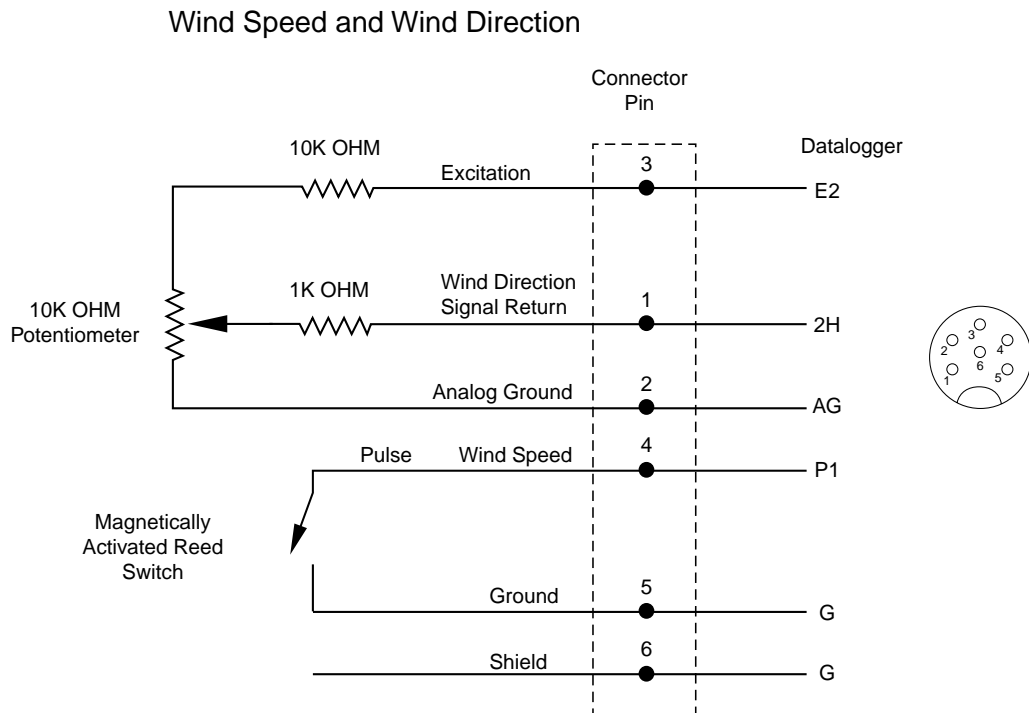 Wind Speed and Wind Direction
Connector
Pin
Datalogger
10K OHM
Excitation
3
E2
1K OHM
Wind Direction
Signal Return
1
2H
10K OHM
Potentiometer
Analog Ground
2
AG
Pulse
Wind Speed
4
P1
Magnetically
Activated Reed
Switch
Ground
5
G
Shield
6
G
3
2
4
6
1
5